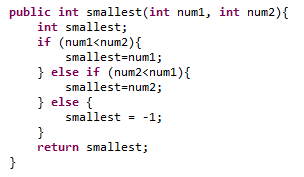 public int smallest(int num1, int num2){
    int smallest;
    if (num1<num2){
        smallest=num1;
    } else if (num2<num1){
        smallest=num2;
    } else {
        smallest = -1;
    }
    return smallest;
}